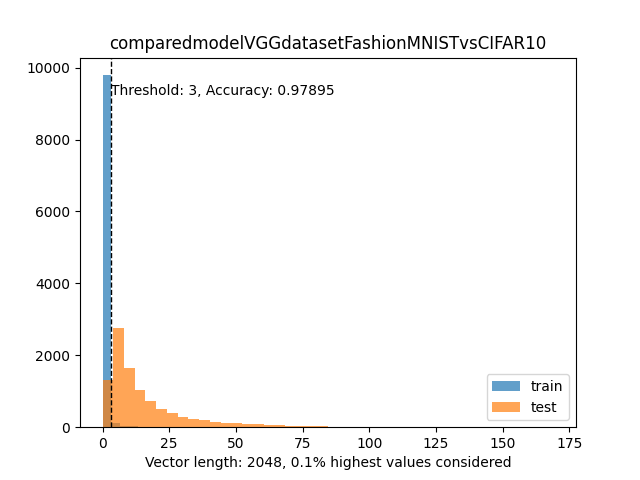 comparedmodelVGGdatasetFashionMNISTvsCIFAR10
10000
Threshold: 3, Accuracy: 0.97895
8000
6000
4000
2000
train
test
0
0 25 50 75 100 125 150 175
Vector length: 2048, 0.1% highest values considered